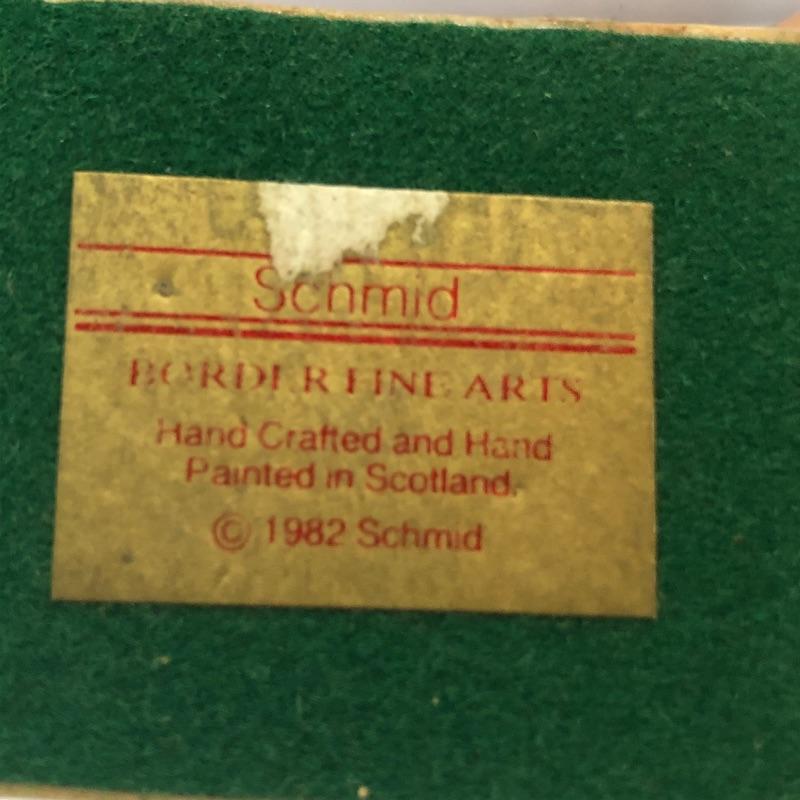 Schmid
BORDER FINE ARTS
Hand Crafted and Hand
Painted in Scotland.
© 1982 Schmid